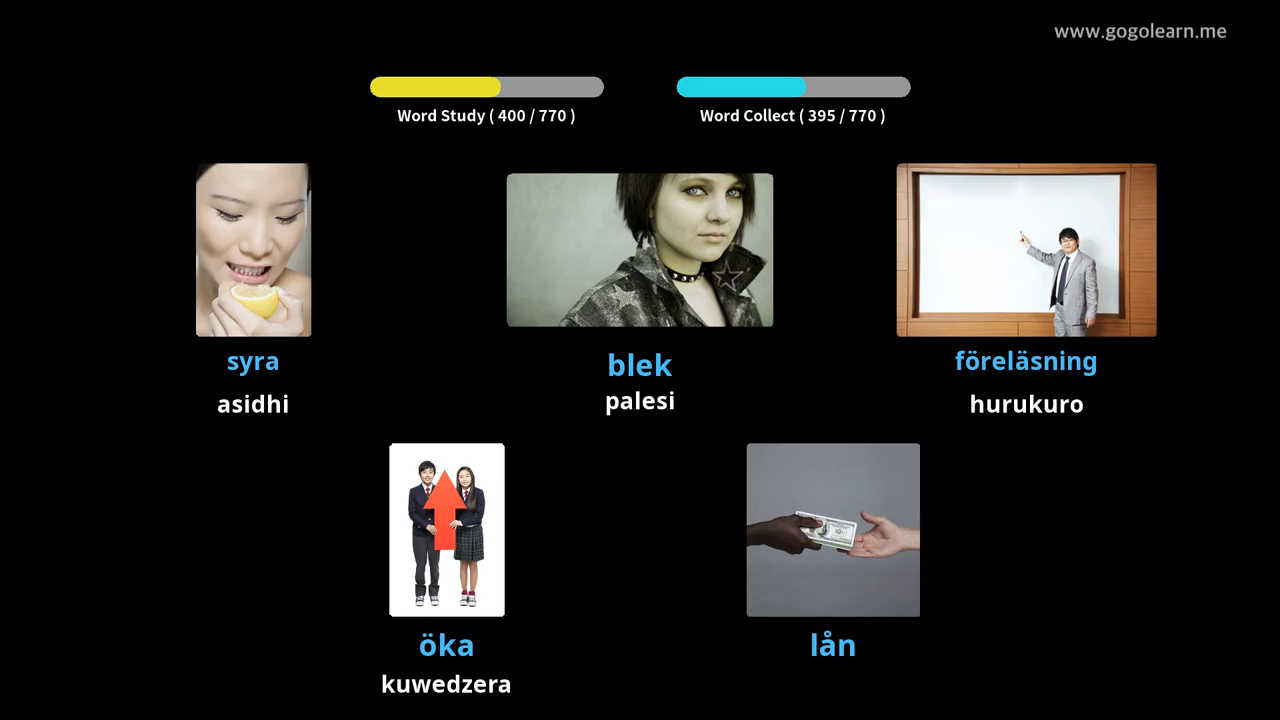 www.gogolearn.me
Word Study ( 400 / 770 )
Word Collect ( 395 / 770 )
syra
asidhi
blek
palesi
föreläsning
hurukuro
öka
kuwedzera
lån